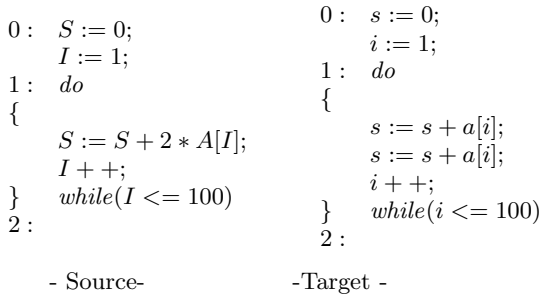 0 : S := 0;
I := 1;
1 : do
{
S := S + 2 * A[I];
I + +;
} while(I <= 100)
2 :
- Source-
0 : s := 0;
i := 1;
1 : do
{
s := s + a[i];
s := s + a[i];
i + +;
} while(i <= 100)
2 :
-Target -